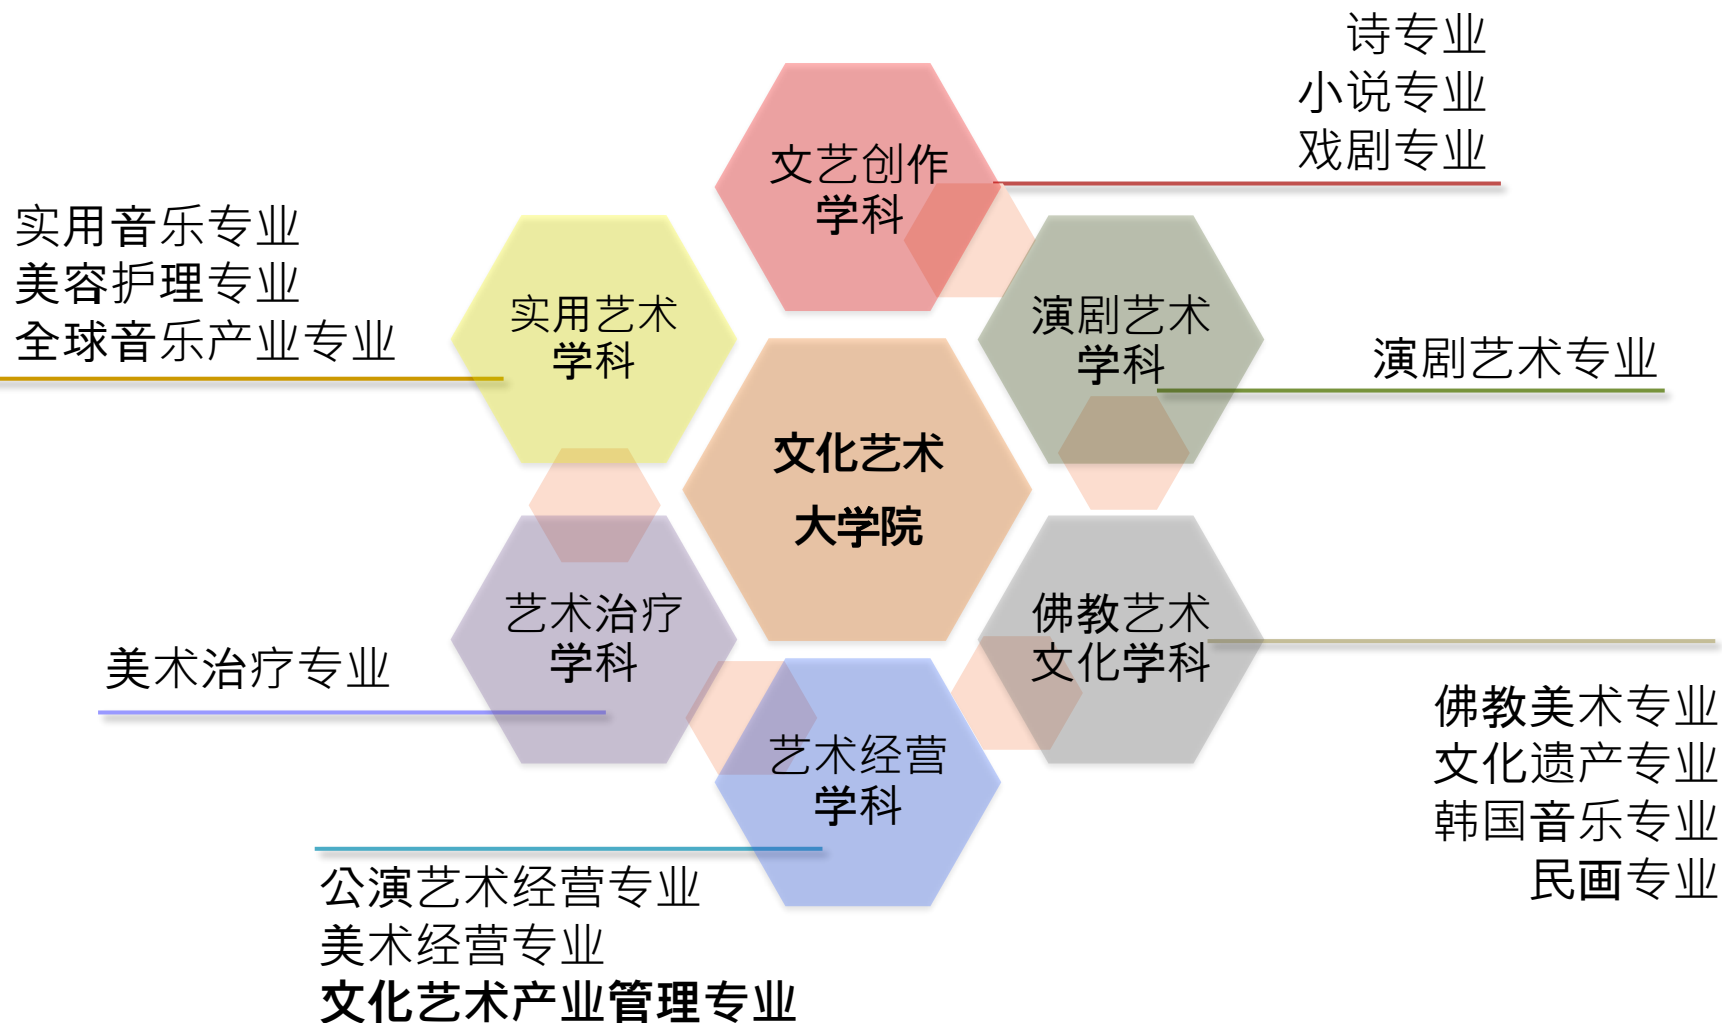 诗专业
小说专业
戏剧专业
文艺创作
学科
实用音乐专业
美容护理专业
全球音乐产业专业
实用艺术
学科
演剧艺术
学科
演剧艺术专业
文化艺术
大学院
艺术治疗
学科
美术治疗专业
佛教艺术
文化学科
佛教美术专业
文化遗产专业
韩国音乐专业
民画专业
艺术经营
学科
公演艺术经营专业
美术经营专业
文化艺术产业管理专业